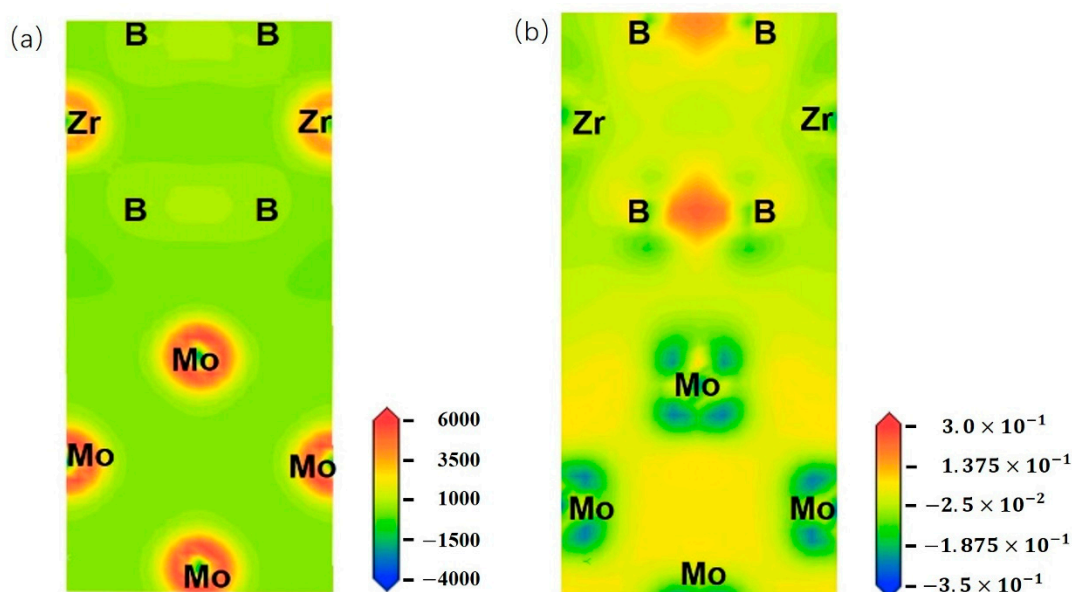 (a)
B B
Zr Zr
B B
Mo
Mo Mo
Mo
6000
3500
1000
−1500
−4000
(b)
B B
Zr Zr
B B
Mo
Mo Mo
Mo
3.0 × 10⁻¹
1.375 × 10⁻¹
−2.5 × 10⁻²
−1.875 × 10⁻¹
−3.5 × 10⁻¹